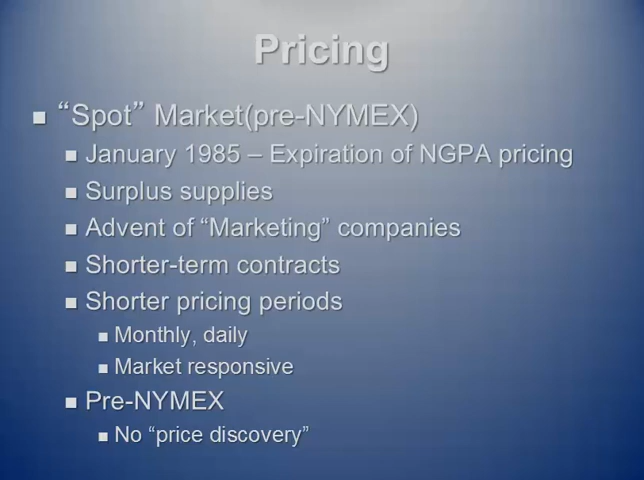 Pricing
“Spot” Market(pre-NYMEX)
January 1985 – Expiration of NGPA pricing
Surplus supplies
Advent of “Marketing” companies
Shorter-term contracts
Shorter pricing periods
Monthly, daily
Market responsive
Pre-NYMEX
No “price discovery”